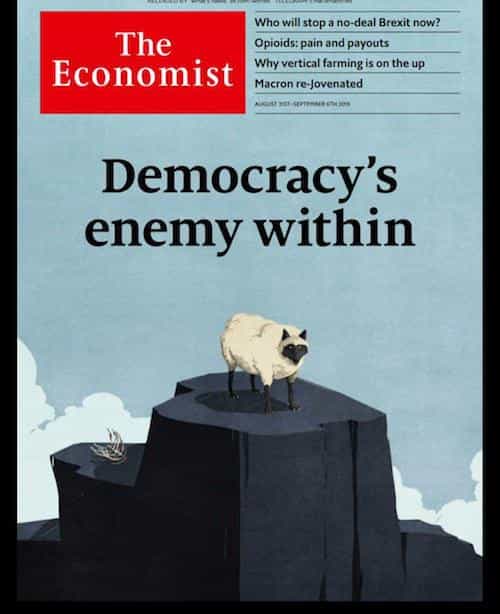 The
Economist
Who will stop a no-deal Brexit now?
Opioids: pain and payouts
Why vertical farming is on the up
Macron re-Jovenated
AUGUST 31ST–SEPTEMBER 6TH 2019
Democracy's
enemy within